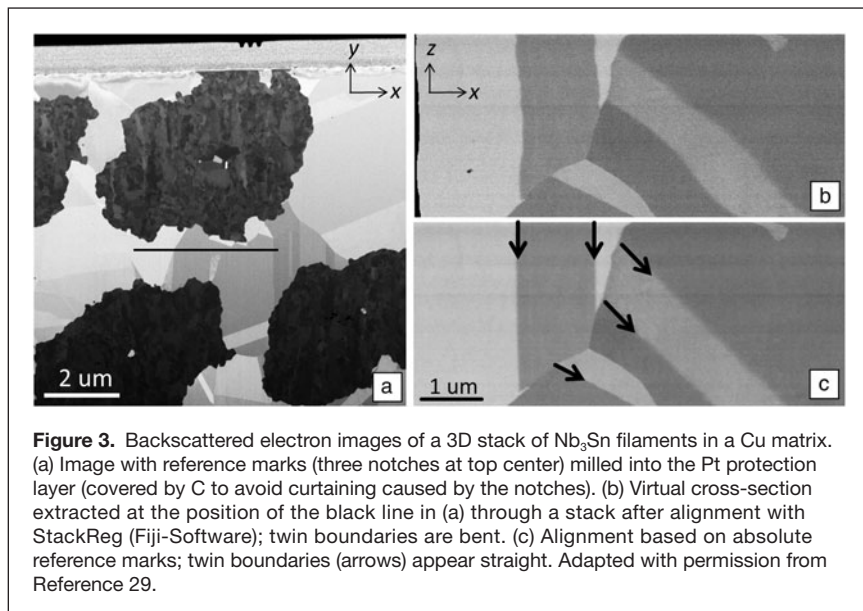 y
x
2 um
a
z
x
b
1 um
c
Figure 3. Backscattered electron images of a 3D stack of Nb₃Sn filaments in a Cu matrix.
(a) Image with reference marks (three notches at top center) milled into the Pt protection
layer (covered by C to avoid curtaining caused by the notches). (b) Virtual cross-section
extracted at the position of the black line in (a) through a stack after alignment with
StackReg (Fiji-Software); twin boundaries are bent. (c) Alignment based on absolute
reference marks; twin boundaries (arrows) appear straight. Adapted with permission from
Reference 29.